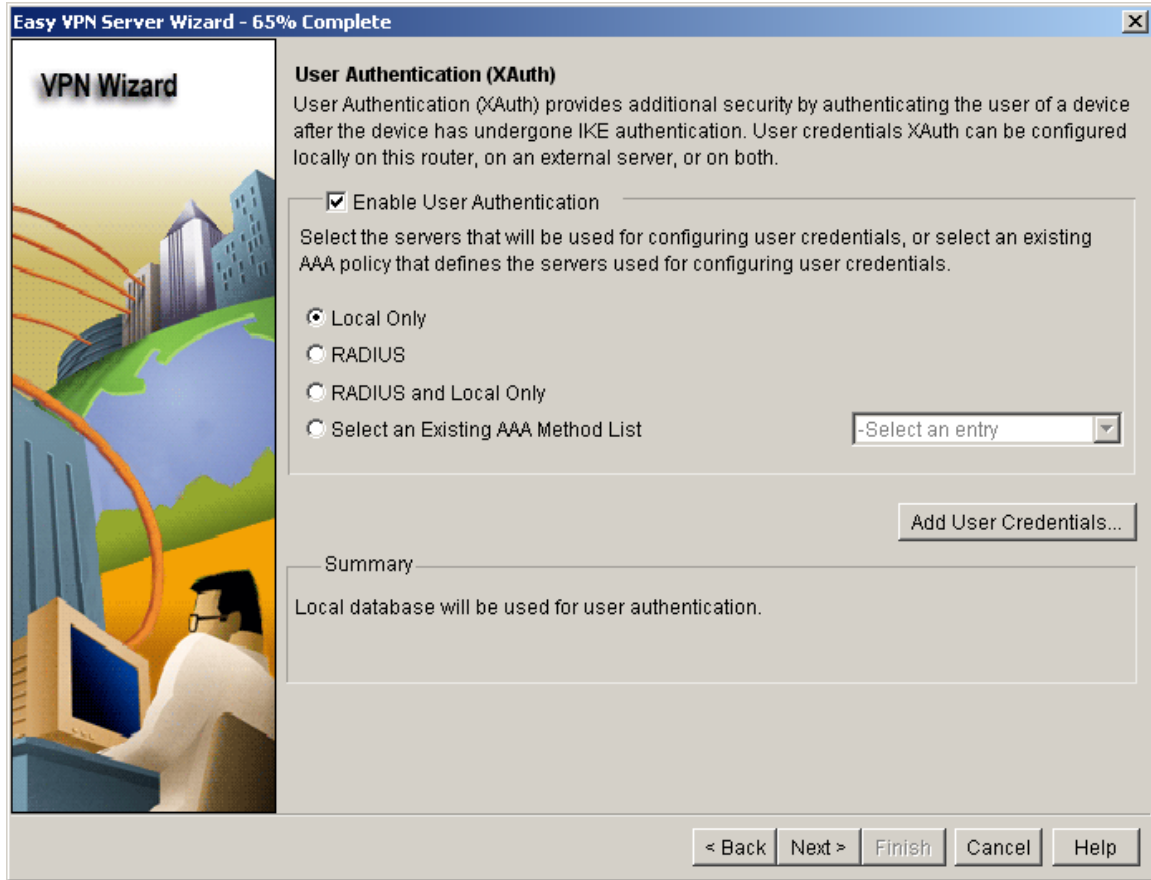 Easy VPN Server Wizard - 65% Complete
VPN Wizard
User Authentication (XAuth)
User Authentication (XAuth) provides additional security by authenticating the user of a device
after the device has undergone IKE authentication. User credentials XAuth can be configured
locally on this router, on an external server, or on both.
Enable User Authentication
Select the servers that will be used for configuring user credentials, or select an existing
AAA policy that defines the servers used for configuring user credentials.
Local Only
RADIUS
RADIUS and Local Only
Select an Existing AAA Method List
-Select an entry
Add User Credentials...
Summary
Local database will be used for user authentication.
< Back
Next >
Finish
Cancel
Help